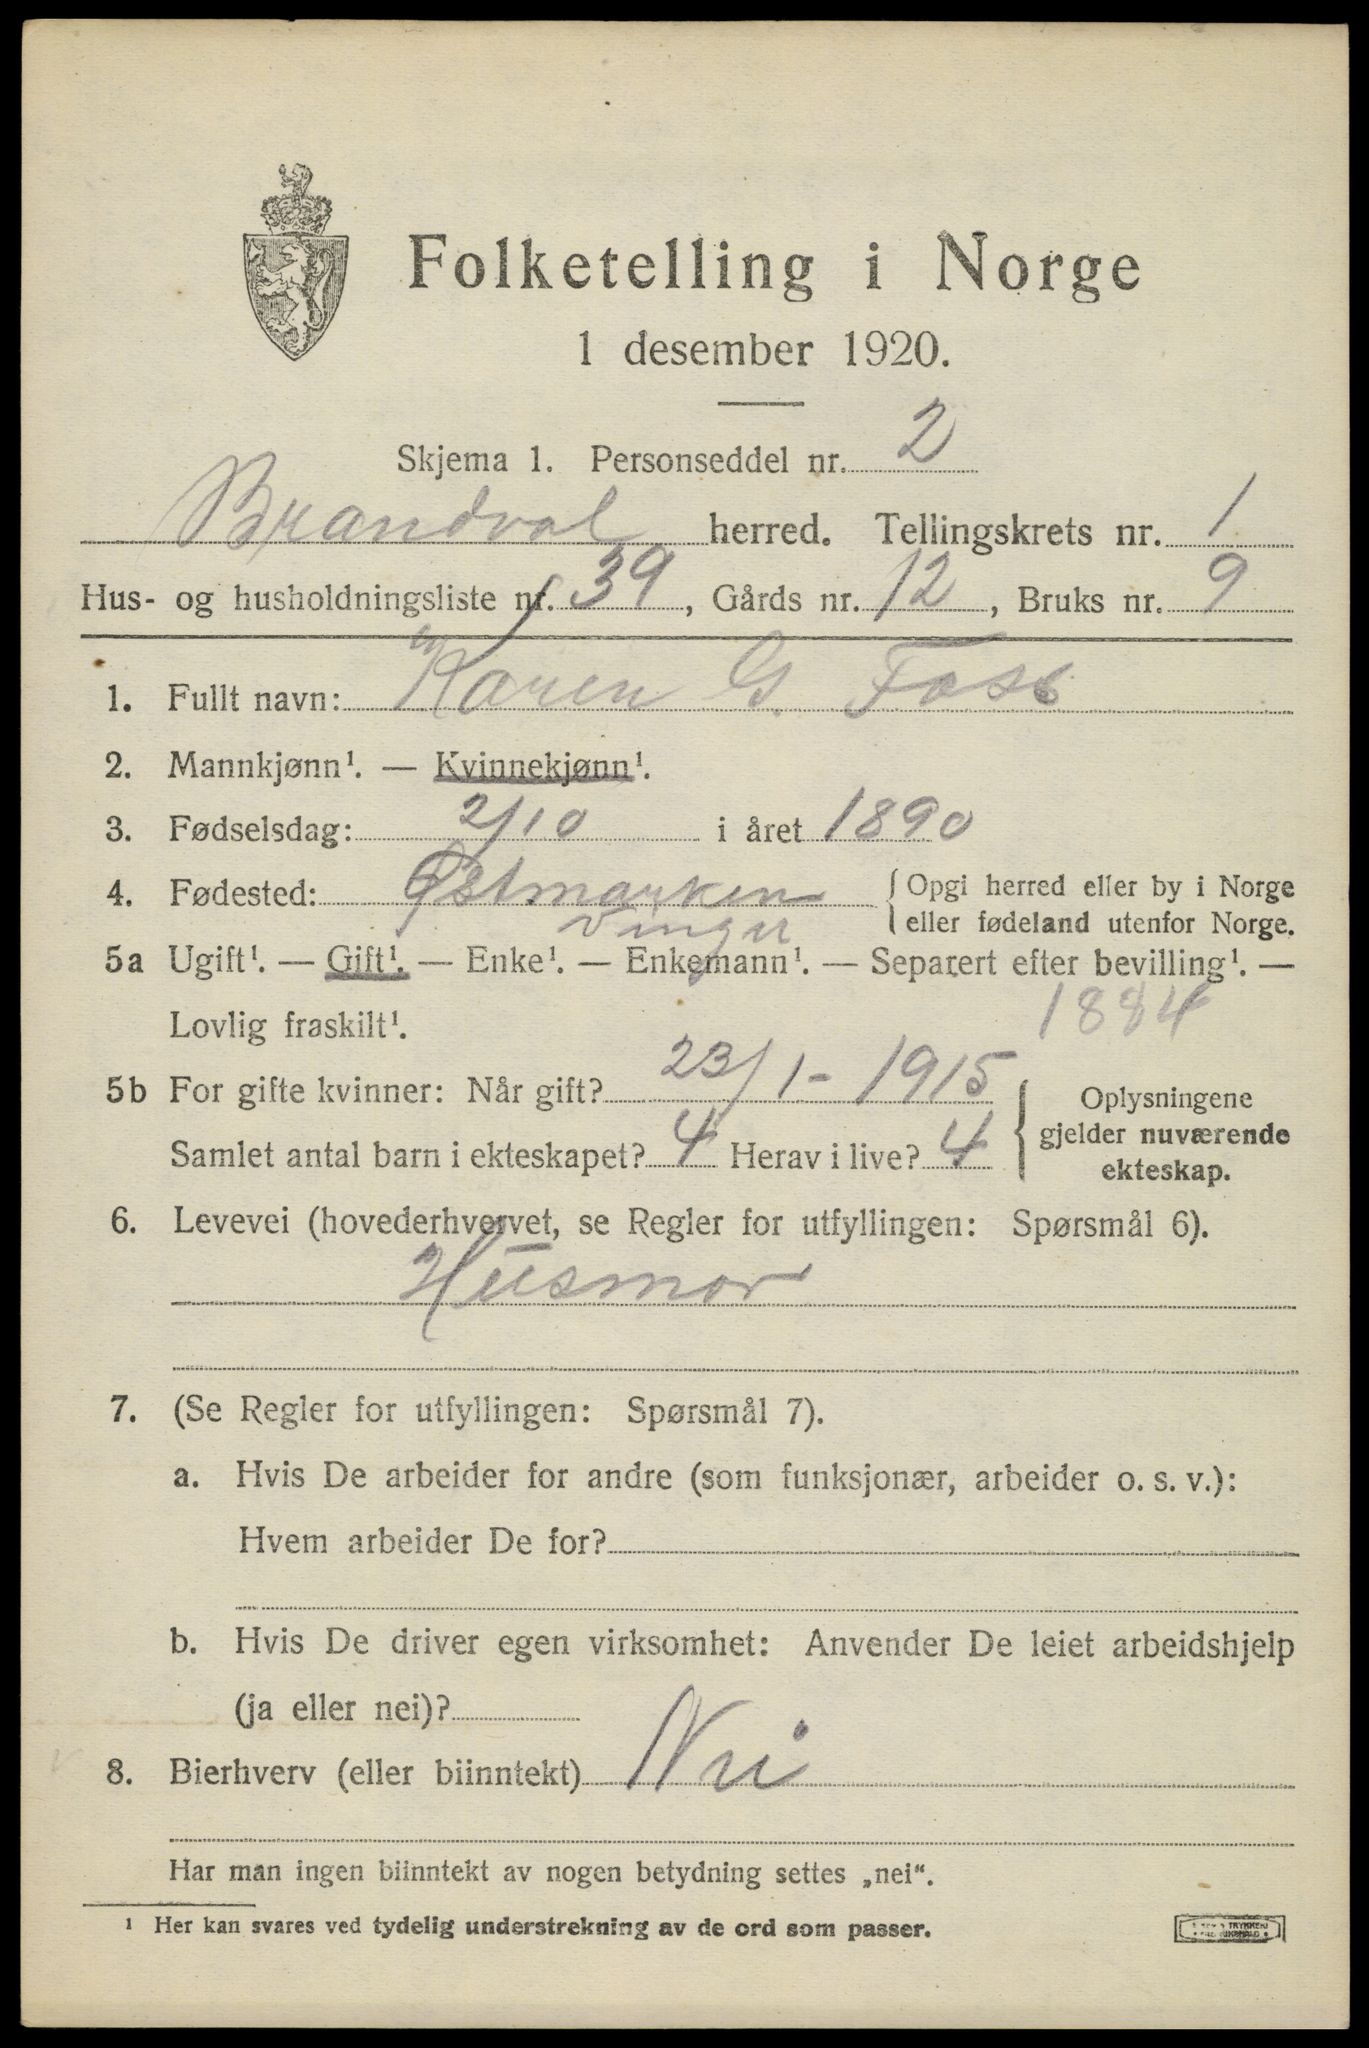 Folketelling i Norge
1 desember 1920.
Skjema 1. Personseddel nr. 2
Brandval herred. Tellingskrets nr. 1
Hus- og husholdningsliste nr. 39, Gårds nr. 12, Bruks nr. 9
1. Fullt navn: Karen G. Foss
2. Mannkjønn¹. — Kvinnekjønn¹.
3. Fødselsdag: 2/10 i året 1890
4. Fødested: Østmarken { Opgi herred eller by i Norge
eller fødeland utenfor Norge.
Vinger
5a Ugift¹. — Gift¹. — Enke¹. — Enkemann¹. — Separert efter bevilling¹. —
Lovlig fraskilt¹. 1884
5b For gifte kvinner: Når gift? 23/1 - 1915
Samlet antal barn i ekteskapet? 4 Herav i live? 4
{ Oplysningene
gjelder nuværende
ekteskap.
6. Levevei (hovederhvervet, se Regler for utfyllingen: Spørsmål 6).
Husmor
7. (Se Regler for utfyllingen: Spørsmål 7).
a. Hvis De arbeider for andre (som funksjonær, arbeider o. s. v.):
Hvem arbeider De for?
b. Hvis De driver egen virksomhet: Anvender De leiet arbeidshjelp
(ja eller nei)?
8. Bierhverv (eller biinntekt) Nei
Har man ingen biinntekt av nogen betydning settes „nei“.
¹ Her kan svares ved tydelig understrekning av de ord som passer.